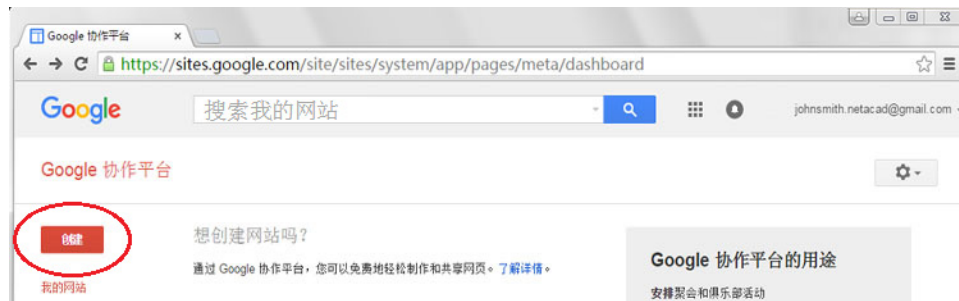 Google 协作平台
https://sites.google.com/site/sites/system/app/pages/meta/dashboard
Google
搜索我的网站
johnsmith.netacad@gmail.com
Google 协作平台
创建
想创建网站吗?
通过 Google 协作平台,您可以免费地轻松制作和共享网页。了解详情。
我的网站
Google 协作平台的用途
安排聚会和俱乐部活动